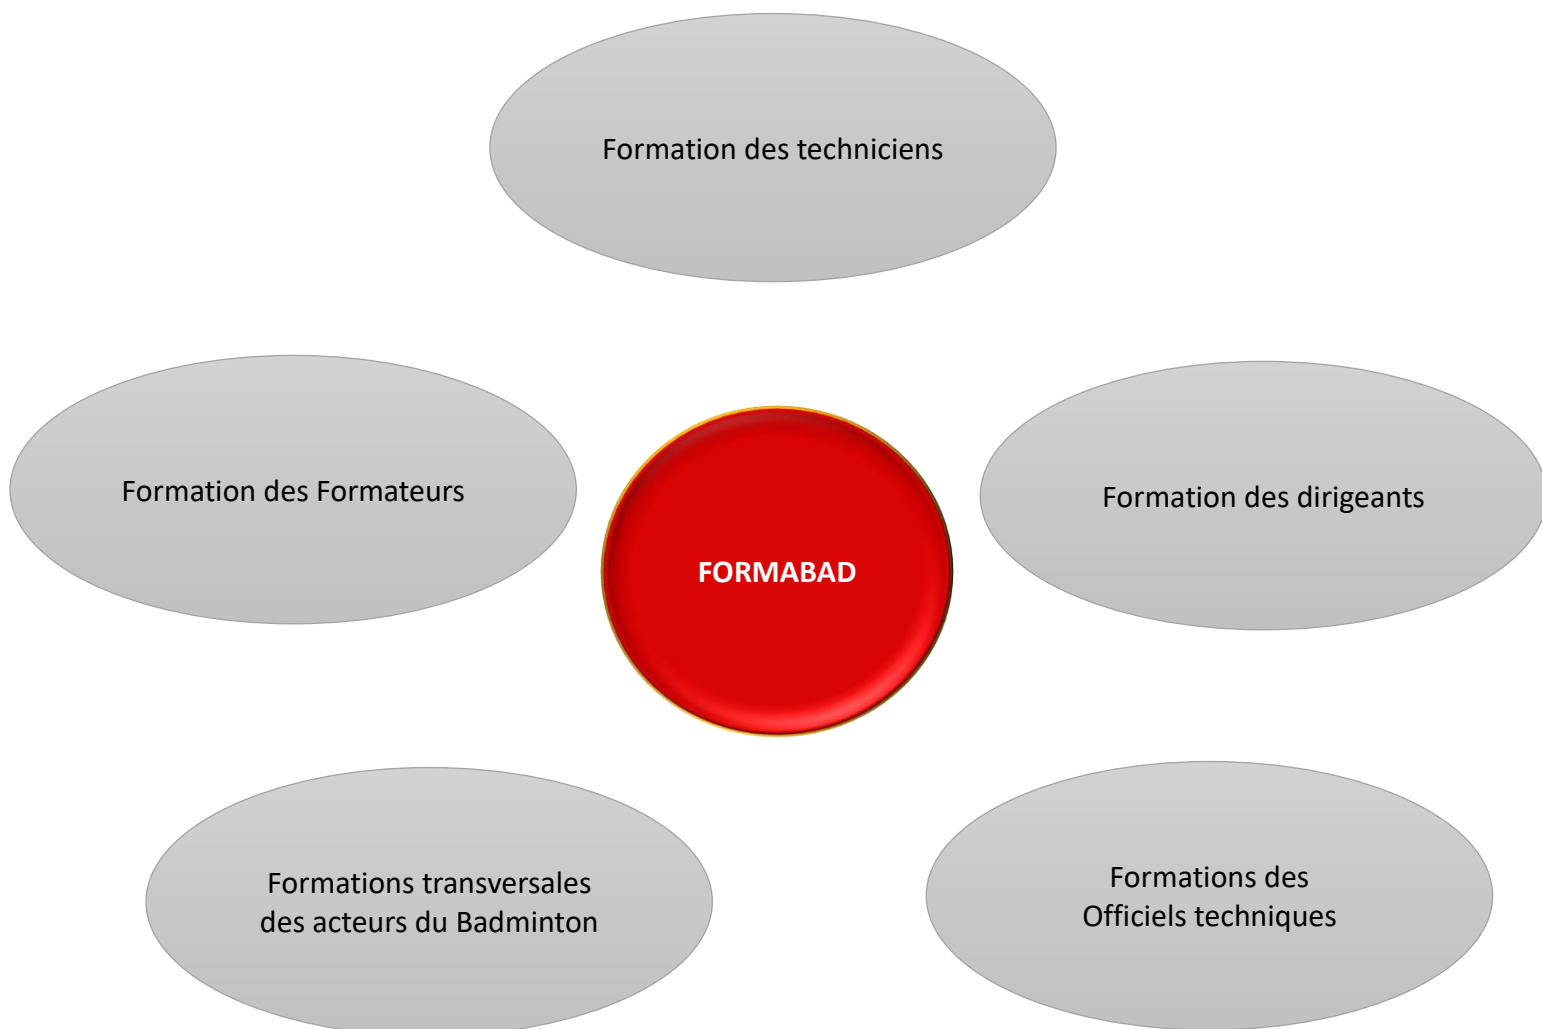 Formation des techniciens
Formation des Formateurs
Formation des dirigeants
FORMABAD
Formations transversales
des acteurs du Badminton
Formations des
Officiels techniques